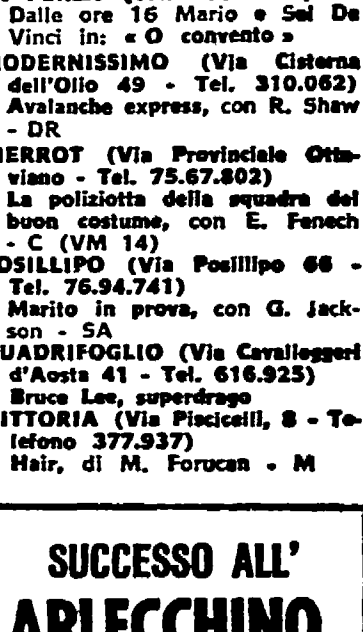 Dalle ore 16 Mario e Sal De
Vinci in: « O convento »
ODERNISSIMO (Via Cisterna
dell'Olio 49 - Tel. 310.062)
Avalanche express, con R. Shaw
- DR
IERROT (Via Provinciale Otta-
viano - Tel. 75.67.802)
La poliziotta della squadra del
buon costume, con E. Fenech
- C (VM 14)
OSILLIPO (Via Posillipo 66 -
Tel. 76.94.741)
Marito in prova, con G. Jack-
son - SA
UADRIFOGLIO (Via Cavalleggeri
d'Aosta 41 - Tel. 616.925)
Bruce Lee, superdrago
ITTORIA (Via Piscicelli, 8 - Te-
lefono 377.937)
Hair, di M. Forucan - M
SUCCESSO ALL'
ARLECCHINO